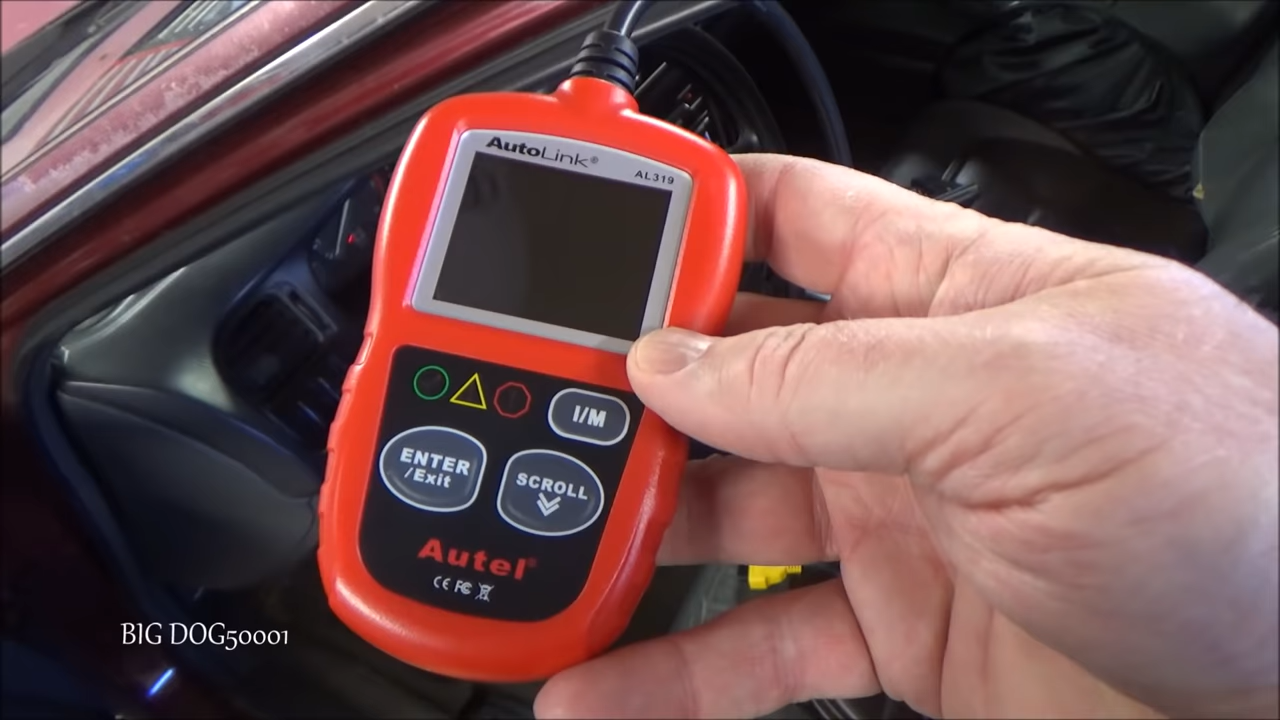 AutoLink®
AL319
I/M
ENTER
/Exit
SCROLL
Autel®
CE FC
BIG DOG50001